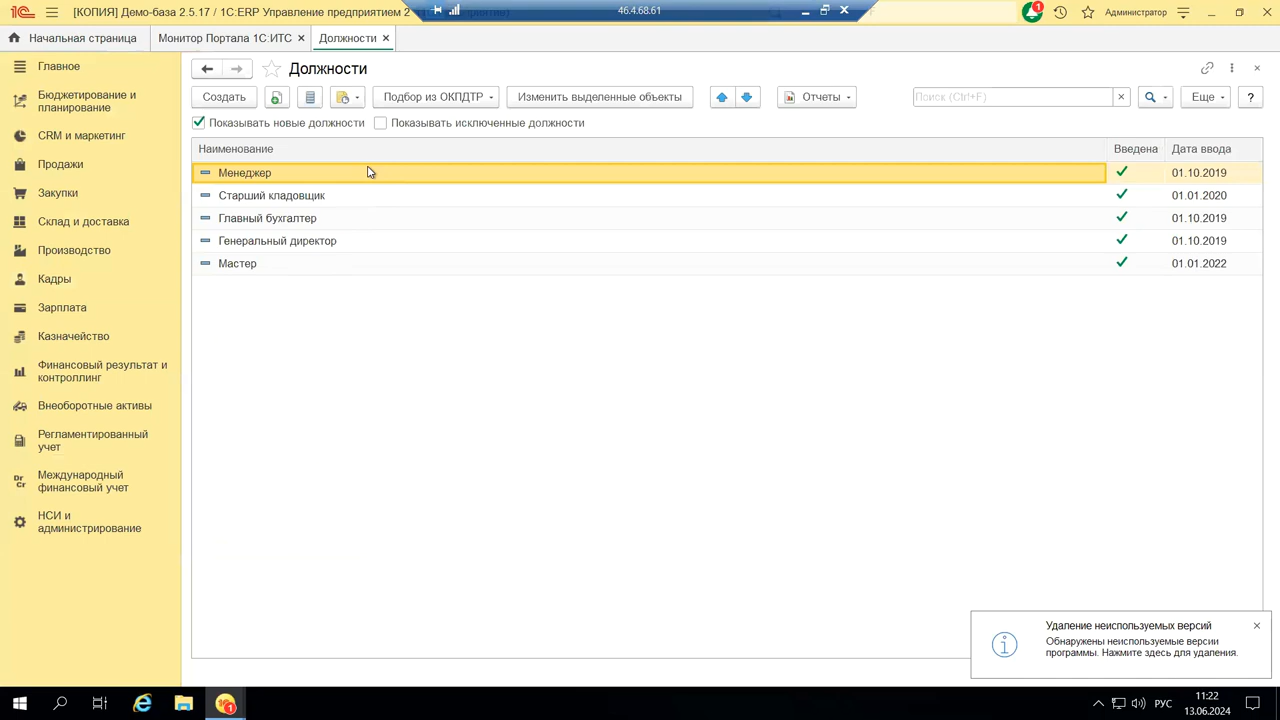 [КОПИЯ] Демо-база 2.5.17 / 1С:ERP Управление предприятием 2
46.4.68.61
1
Администратор
Начальная страница
Монитор Портала 1С:ИТС ×
Должности ×
Главное
Бюджетирование и
планирование
CRM и маркетинг
Продажи
Закупки
Склад и доставка
Производство
Кадры
Зарплата
Казначейство
Финансовый результат и
контроллинг
Внеоборотные активы
Регламентированный
учет
Dr
Cr
Международный
финансовый учет
НСИ и
администрирование
Должности
Создать
Подбор из ОКПДТР
Изменить выделенные объекты
Отчеты
Поиск (Ctrl+F)
×
Еще
?
Показывать новые должности
Показывать исключенные должности
Наименование Введена Дата ввода
Менеджер 01.10.2019
Старший кладовщик 01.01.2020
Главный бухгалтер 01.10.2019
Генеральный директор 01.10.2019
Мастер 01.01.2022
Удаление неиспользуемых версий
Обнаружены неиспользуемые версии
программы. Нажмите здесь для удаления.
1
РУС
11:22
13.06.2024